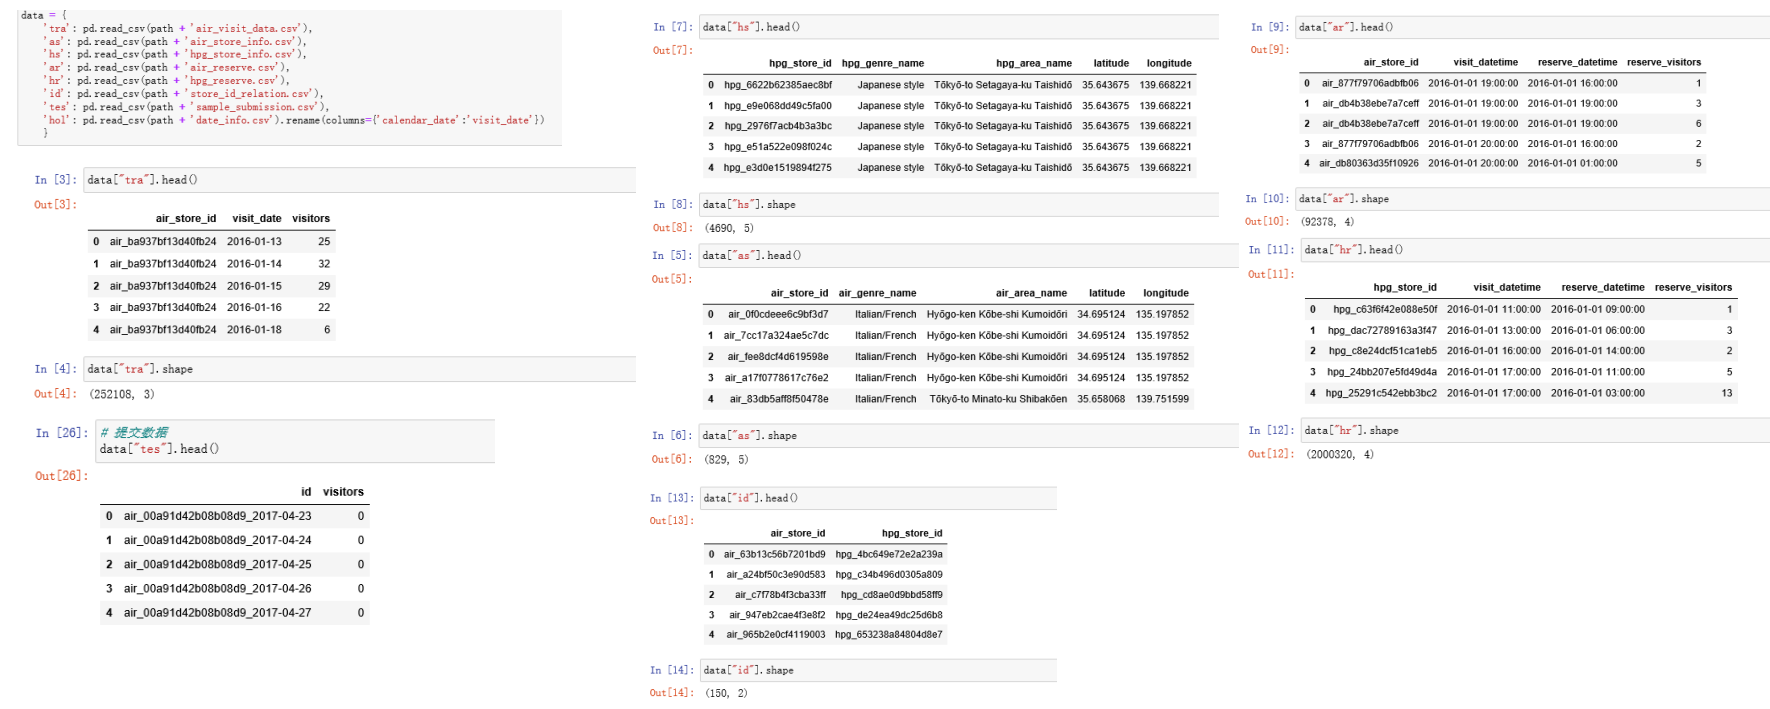 data = {
'tra': pd.read_csv(path + 'air_visit_data.csv'),
'as': pd.read_csv(path + 'air_store_info.csv'),
'hs': pd.read_csv(path + 'hpg_store_info.csv'),
'ar': pd.read_csv(path + 'air_reserve.csv'),
'hr': pd.read_csv(path + 'hpg_reserve.csv'),
'id': pd.read_csv(path + 'store_id_relation.csv'),
'tes': pd.read_csv(path + 'sample_submission.csv'),
'hol': pd.read_csv(path + 'date_info.csv').rename(columns={'calendar_date':'visit_date'})
}
In [3]: data["tra"].head()
Out[3]:
air_store_id visit_date visitors
0 air_ba937bf13d40fb24 2016-01-13 25
1 air_ba937bf13d40fb24 2016-01-14 32
2 air_ba937bf13d40fb24 2016-01-15 29
3 air_ba937bf13d40fb24 2016-01-16 22
4 air_ba937bf13d40fb24 2016-01-18 6
In [4]: data["tra"].shape
Out[4]: (252108, 3)
In [26]: # 提交数据
data["tes"].head()
Out[26]:
id visitors
0 air_00a91d42b08b08d9_2017-04-23 0
1 air_00a91d42b08b08d9_2017-04-24 0
2 air_00a91d42b08b08d9_2017-04-25 0
3 air_00a91d42b08b08d9_2017-04-26 0
4 air_00a91d42b08b08d9_2017-04-27 0
In [7]: data["hs"].head()
Out[7]:
hpg_store_id hpg_genre_name hpg_area_name latitude longitude
0 hpg_6622b62385aec8bf Japanese style Tōkyō-to Setagaya-ku Taishidō 35.643675 139.668221
1 hpg_e9e068dd49c5fa00 Japanese style Tōkyō-to Setagaya-ku Taishidō 35.643675 139.668221
2 hpg_2976f7acb4b3a3bc Japanese style Tōkyō-to Setagaya-ku Taishidō 35.643675 139.668221
3 hpg_e51a522e098f024c Japanese style Tōkyō-to Setagaya-ku Taishidō 35.643675 139.668221
4 hpg_e3d0e1519894f275 Japanese style Tōkyō-to Setagaya-ku Taishidō 35.643675 139.668221
In [8]: data["hs"].shape
Out[8]: (4690, 5)
In [5]: data["as"].head()
Out[5]:
air_store_id air_genre_name air_area_name latitude longitude
0 air_0f0cdeee6c9bf3d7 Italian/French Hyōgo-ken Kōbe-shi Kumoidōri 34.695124 135.197852
1 air_7cc17a324ae5c7dc Italian/French Hyōgo-ken Kōbe-shi Kumoidōri 34.695124 135.197852
2 air_fee8dcf4d619598e Italian/French Hyōgo-ken Kōbe-shi Kumoidōri 34.695124 135.197852
3 air_a17f0778617c76e2 Italian/French Hyōgo-ken Kōbe-shi Kumoidōri 34.695124 135.197852
4 air_83db5aff8f50478e Italian/French Tōkyō-to Minato-ku Shibakōen 35.658068 139.751599
In [6]: data["as"].shape
Out[6]: (829, 5)
In [13]: data["id"].head()
Out[13]:
air_store_id hpg_store_id
0 air_63b13c56b7201bd9 hpg_4bc649e72e2a239a
1 air_a24bf50c3e90d583 hpg_c34b496d0305a809
2 air_c7f78b4f3cba33ff hpg_cd8ae0d9bbd58ff9
3 air_947eb2cae4f3e8f2 hpg_de24ea49dc25d6b8
4 air_965b2e0cf4119003 hpg_653238a84804d8e7
In [14]: data["id"].shape
Out[14]: (150, 2)
In [9]: data["ar"].head()
Out[9]:
air_store_id visit_datetime reserve_datetime reserve_visitors
0 air_877f79706adbfb06 2016-01-01 19:00:00 2016-01-01 16:00:00 1
1 air_db4b38ebe7a7ceff 2016-01-01 19:00:00 2016-01-01 19:00:00 3
2 air_db4b38ebe7a7ceff 2016-01-01 19:00:00 2016-01-01 19:00:00 6
3 air_877f79706adbfb06 2016-01-01 20:00:00 2016-01-01 16:00:00 2
4 air_db80363d35f10926 2016-01-01 20:00:00 2016-01-01 01:00:00 5
In [10]: data["ar"].shape
Out[10]: (92378, 4)
In [11]: data["hr"].head()
Out[11]:
hpg_store_id visit_datetime reserve_datetime reserve_visitors
0 hpg_c63f6f42e088e50f 2016-01-01 11:00:00 2016-01-01 09:00:00 1
1 hpg_dac72789163a3f47 2016-01-01 13:00:00 2016-01-01 06:00:00 3
2 hpg_c8e24dcf51ca1eb5 2016-01-01 16:00:00 2016-01-01 14:00:00 2
3 hpg_24bb207e5fd49d4a 2016-01-01 17:00:00 2016-01-01 11:00:00 5
4 hpg_25291c542ebb3bc2 2016-01-01 17:00:00 2016-01-01 03:00:00 13
In [12]: data["hr"].shape
Out[12]: (2000320, 4)